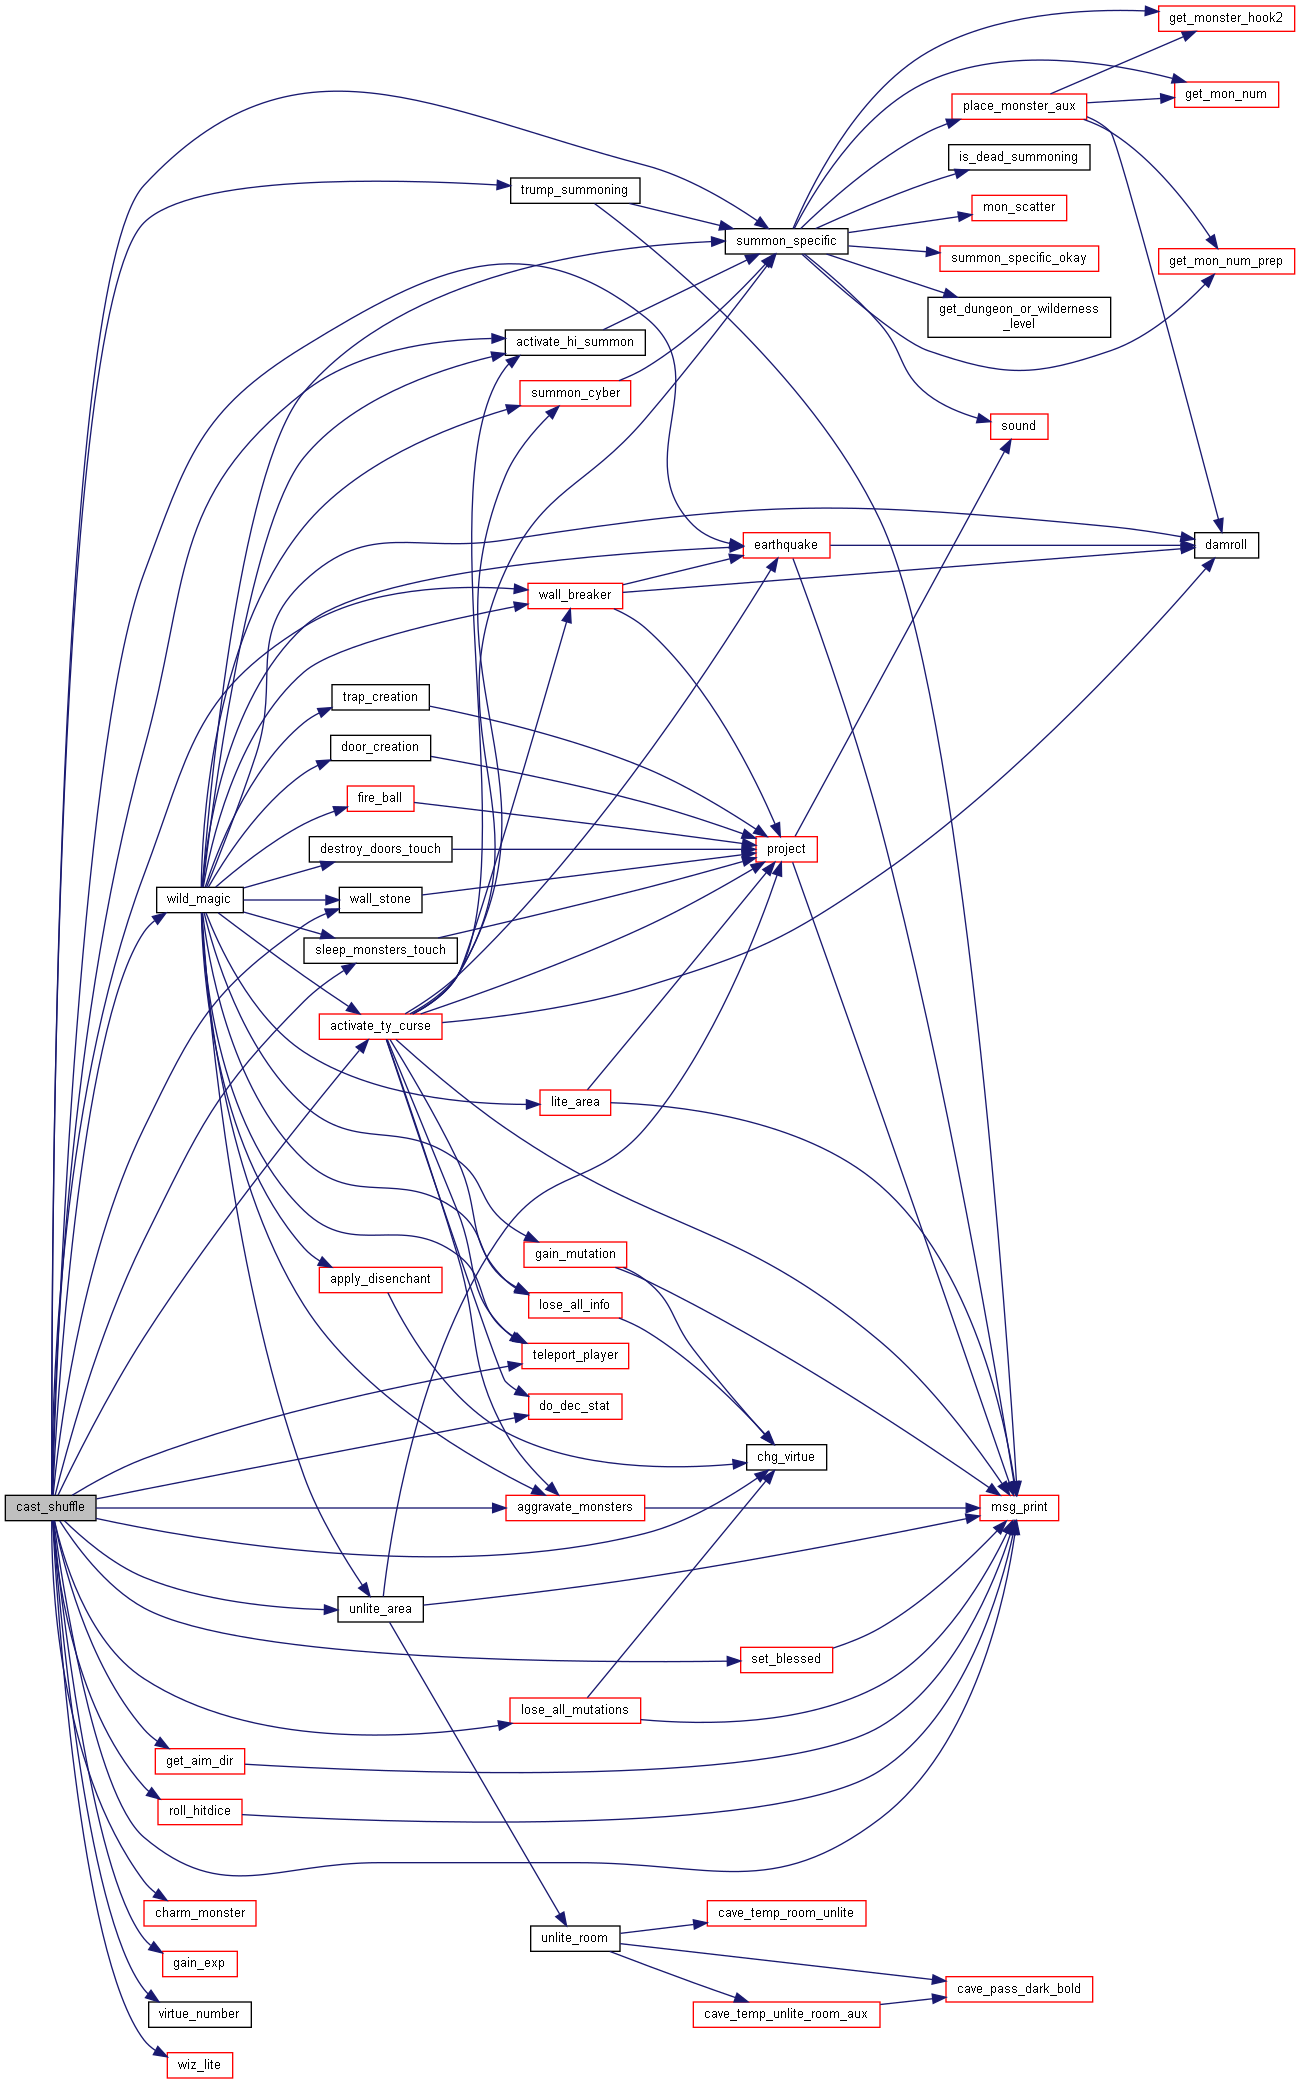 get_monster_hook2
get_mon_num
place_monster_aux
is_dead_summoning
trump_summoning
mon_scatter
summon_specific
summon_specific_okay
get_mon_num_prep
get_dungeon_or_wilderness
_level
activate_hi_summon
summon_cyber
sound
earthquake
damroll
wall_breaker
trap_creation
door_creation
fire_ball
destroy_doors_touch
project
wild_magic
wall_stone
sleep_monsters_touch
activate_ty_curse
lite_area
gain_mutation
apply_disenchant
lose_all_info
teleport_player
do_dec_stat
chg_virtue
cast_shuffle
aggravate_monsters
msg_print
unlite_area
set_blessed
lose_all_mutations
get_aim_dir
roll_hitdice
charm_monster
cave_temp_room_unlite
unlite_room
gain_exp
cave_pass_dark_bold
virtue_number
cave_temp_unlite_room_aux
wiz_lite